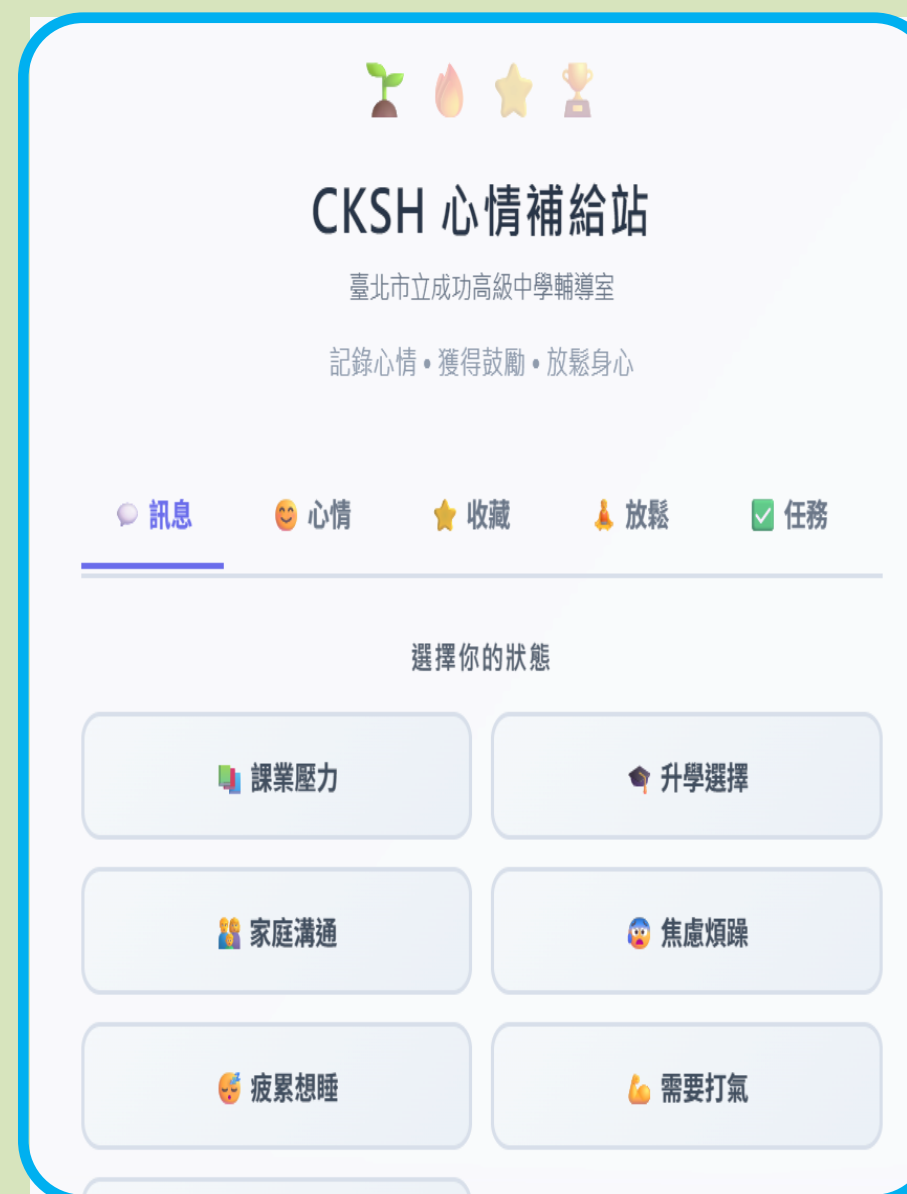 CKSH 心情補給站
臺北市立成功高級中學輔導室
記錄心情 • 獲得鼓勵 • 放鬆身心
訊息 心情 收藏 放鬆 任務
選擇你的狀態
課業壓力 升學選擇
家庭溝通 焦慮煩躁
疲累想睡 需要打氣